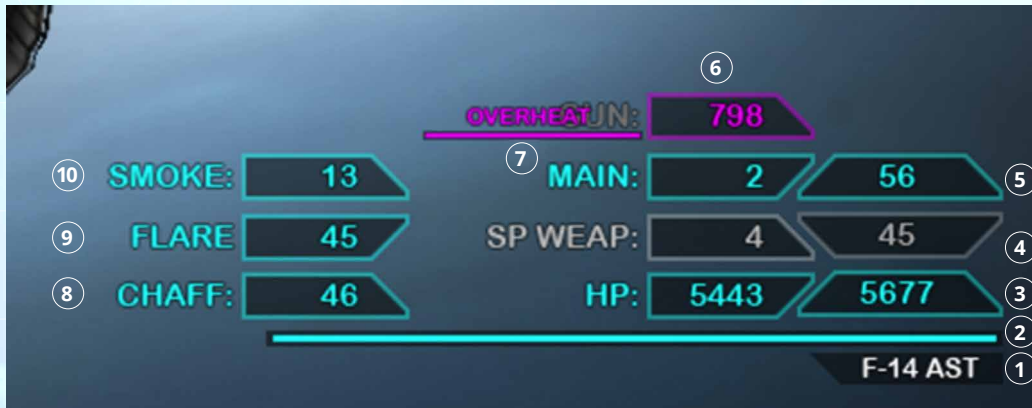 6
OVERHEAT GUN: 798
7
10 SMOKE: 13 MAIN: 2 56 5
9 FLARE 45 SP WEAP: 4 45 4
8 CHAFF: 46 HP: 5443 5677 3
2
F-14 AST 1